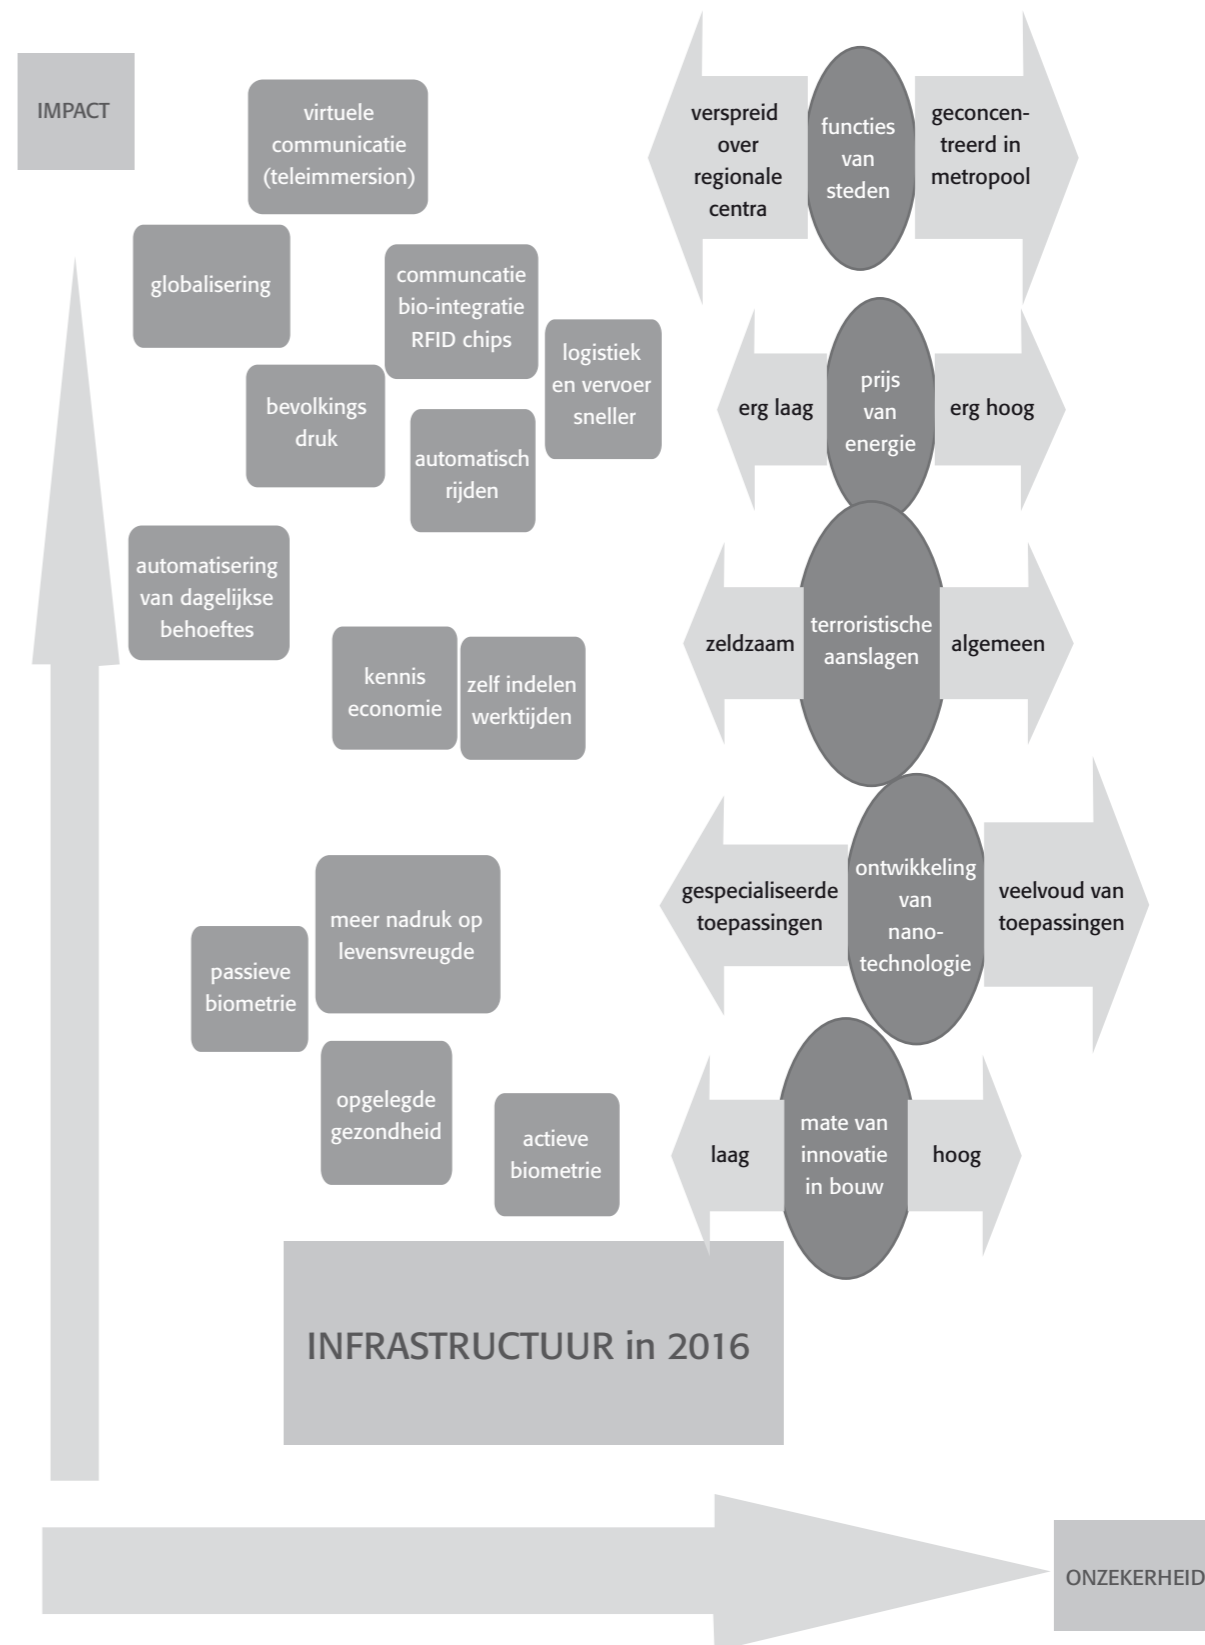 IMPACT
virtuele
communicatie
(teleimmersion)
verspreid
over
regionale
centra
functies
van
steden
geconcen-
treerd in
metropool
globalisering
communcatie
bio-integratie
RFID chips
logistiek
en vervoer
sneller
bevolkings
druk
automatisch
rijden
erg laag
prijs
van
energie
erg hoog
automatisering
van dagelijkse
behoeftes
zeldzaam
terroristische
aanslagen
algemeen
kennis
economie
zelf indelen
werktijden
gespecialiseerde
toepassingen
ontwikkeling
van
nano-
technologie
veelvoud van
toepassingen
meer nadruk op
levensvreugde
passieve
biometrie
opgelegde
gezondheid
actieve
biometrie
laag
mate van
innovatie
in bouw
hoog
INFRASTRUCTUUR in 2016
ONZEKERHEID